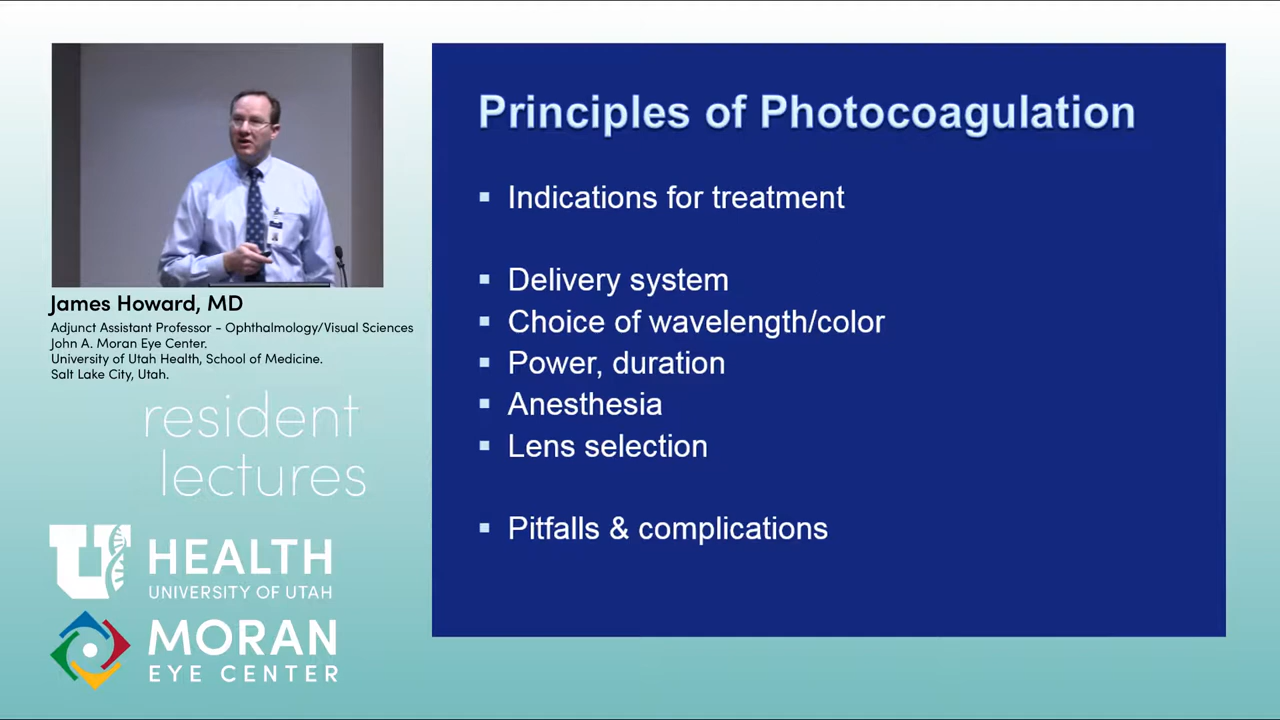 Principles of Photocoagulation
▪ Indications for treatment
▪ Delivery system
▪ Choice of wavelength/color
▪ Power, duration
▪ Anesthesia
▪ Lens selection
▪ Pitfalls & complications
James Howard, MD
Adjunct Assistant Professor - Ophthalmology/Visual Sciences
John A. Moran Eye Center.
University of Utah Health, School of Medicine.
Salt Lake City, Utah.
resident
lectures
U HEALTH
UNIVERSITY OF UTAH
MORAN
EYE CENTER